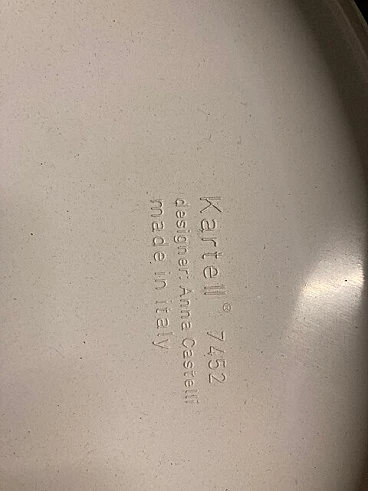 Kartell® 7452
designer: Anna Castelli
made in italy